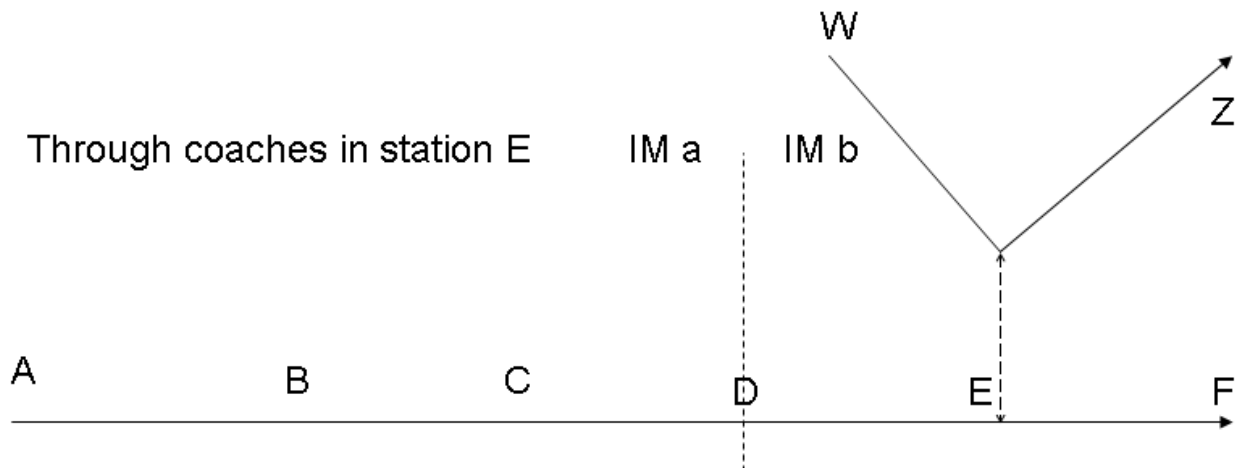 W
Z
Through coaches in station E IM a IM b
A B C D E F